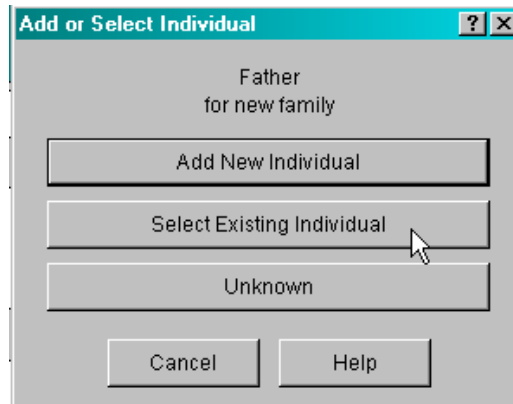 Add or Select Individual
Father
for new family
Add New Individual
Select Existing Individual
Unknown
Cancel Help